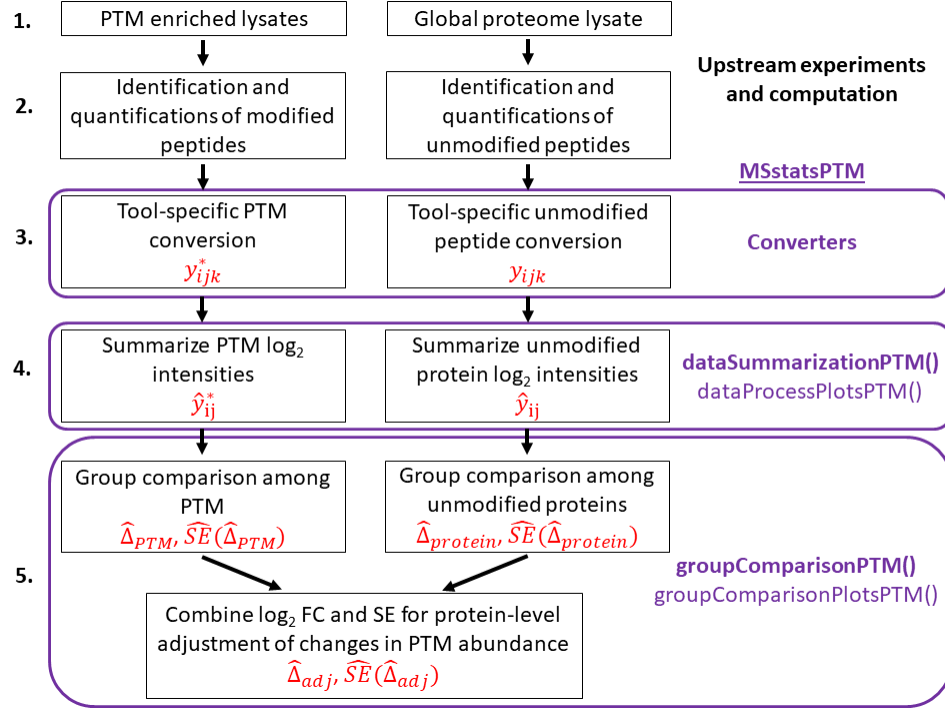 1.
PTM enriched lysates
Global proteome lysate
Upstream experiments
and computation
2.
Identification and
quantifications of modified
peptides
Identification and
quantifications of
unmodified peptides
MSstatsPTM
3.
Tool-specific PTM
conversion
y*ijk
Tool-specific unmodified
peptide conversion
yijk
Converters
4.
Summarize PTM log₂
intensities
ŷ*ij
Summarize unmodified
protein log₂ intensities
ŷij
dataSummarizationPTM()
dataProcessPlotsPTM()
5.
Group comparison among
PTM
Δ̂PTM, SÊ(Δ̂PTM)
Group comparison among
unmodified proteins
Δ̂protein, SÊ(Δ̂protein)
groupComparisonPTM()
groupComparisonPlotsPTM()
Combine log₂ FC and SE for protein-level
adjustment of changes in PTM abundance
Δ̂adj, SÊ(Δ̂adj)